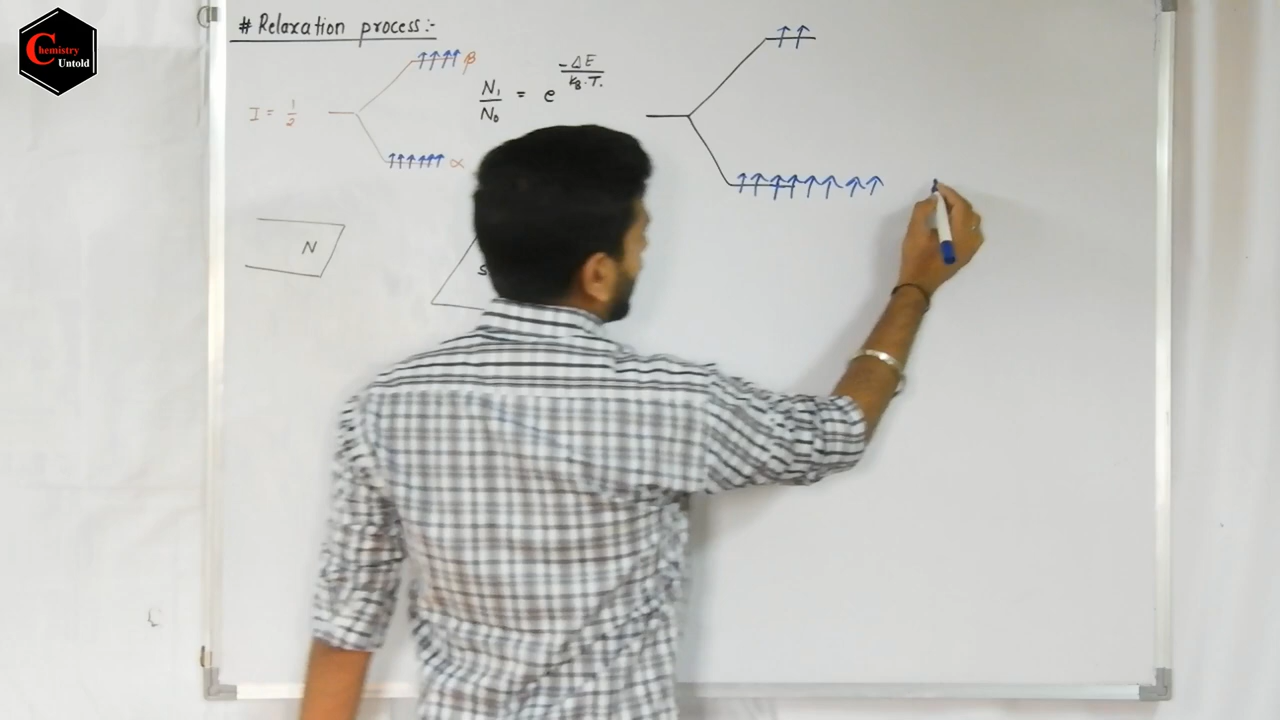 Chemistry
Untold
# Relaxation process:-
β
I = 1/2
α
N₁/N₀ = e^(-ΔE/k_B.T.)
N
S